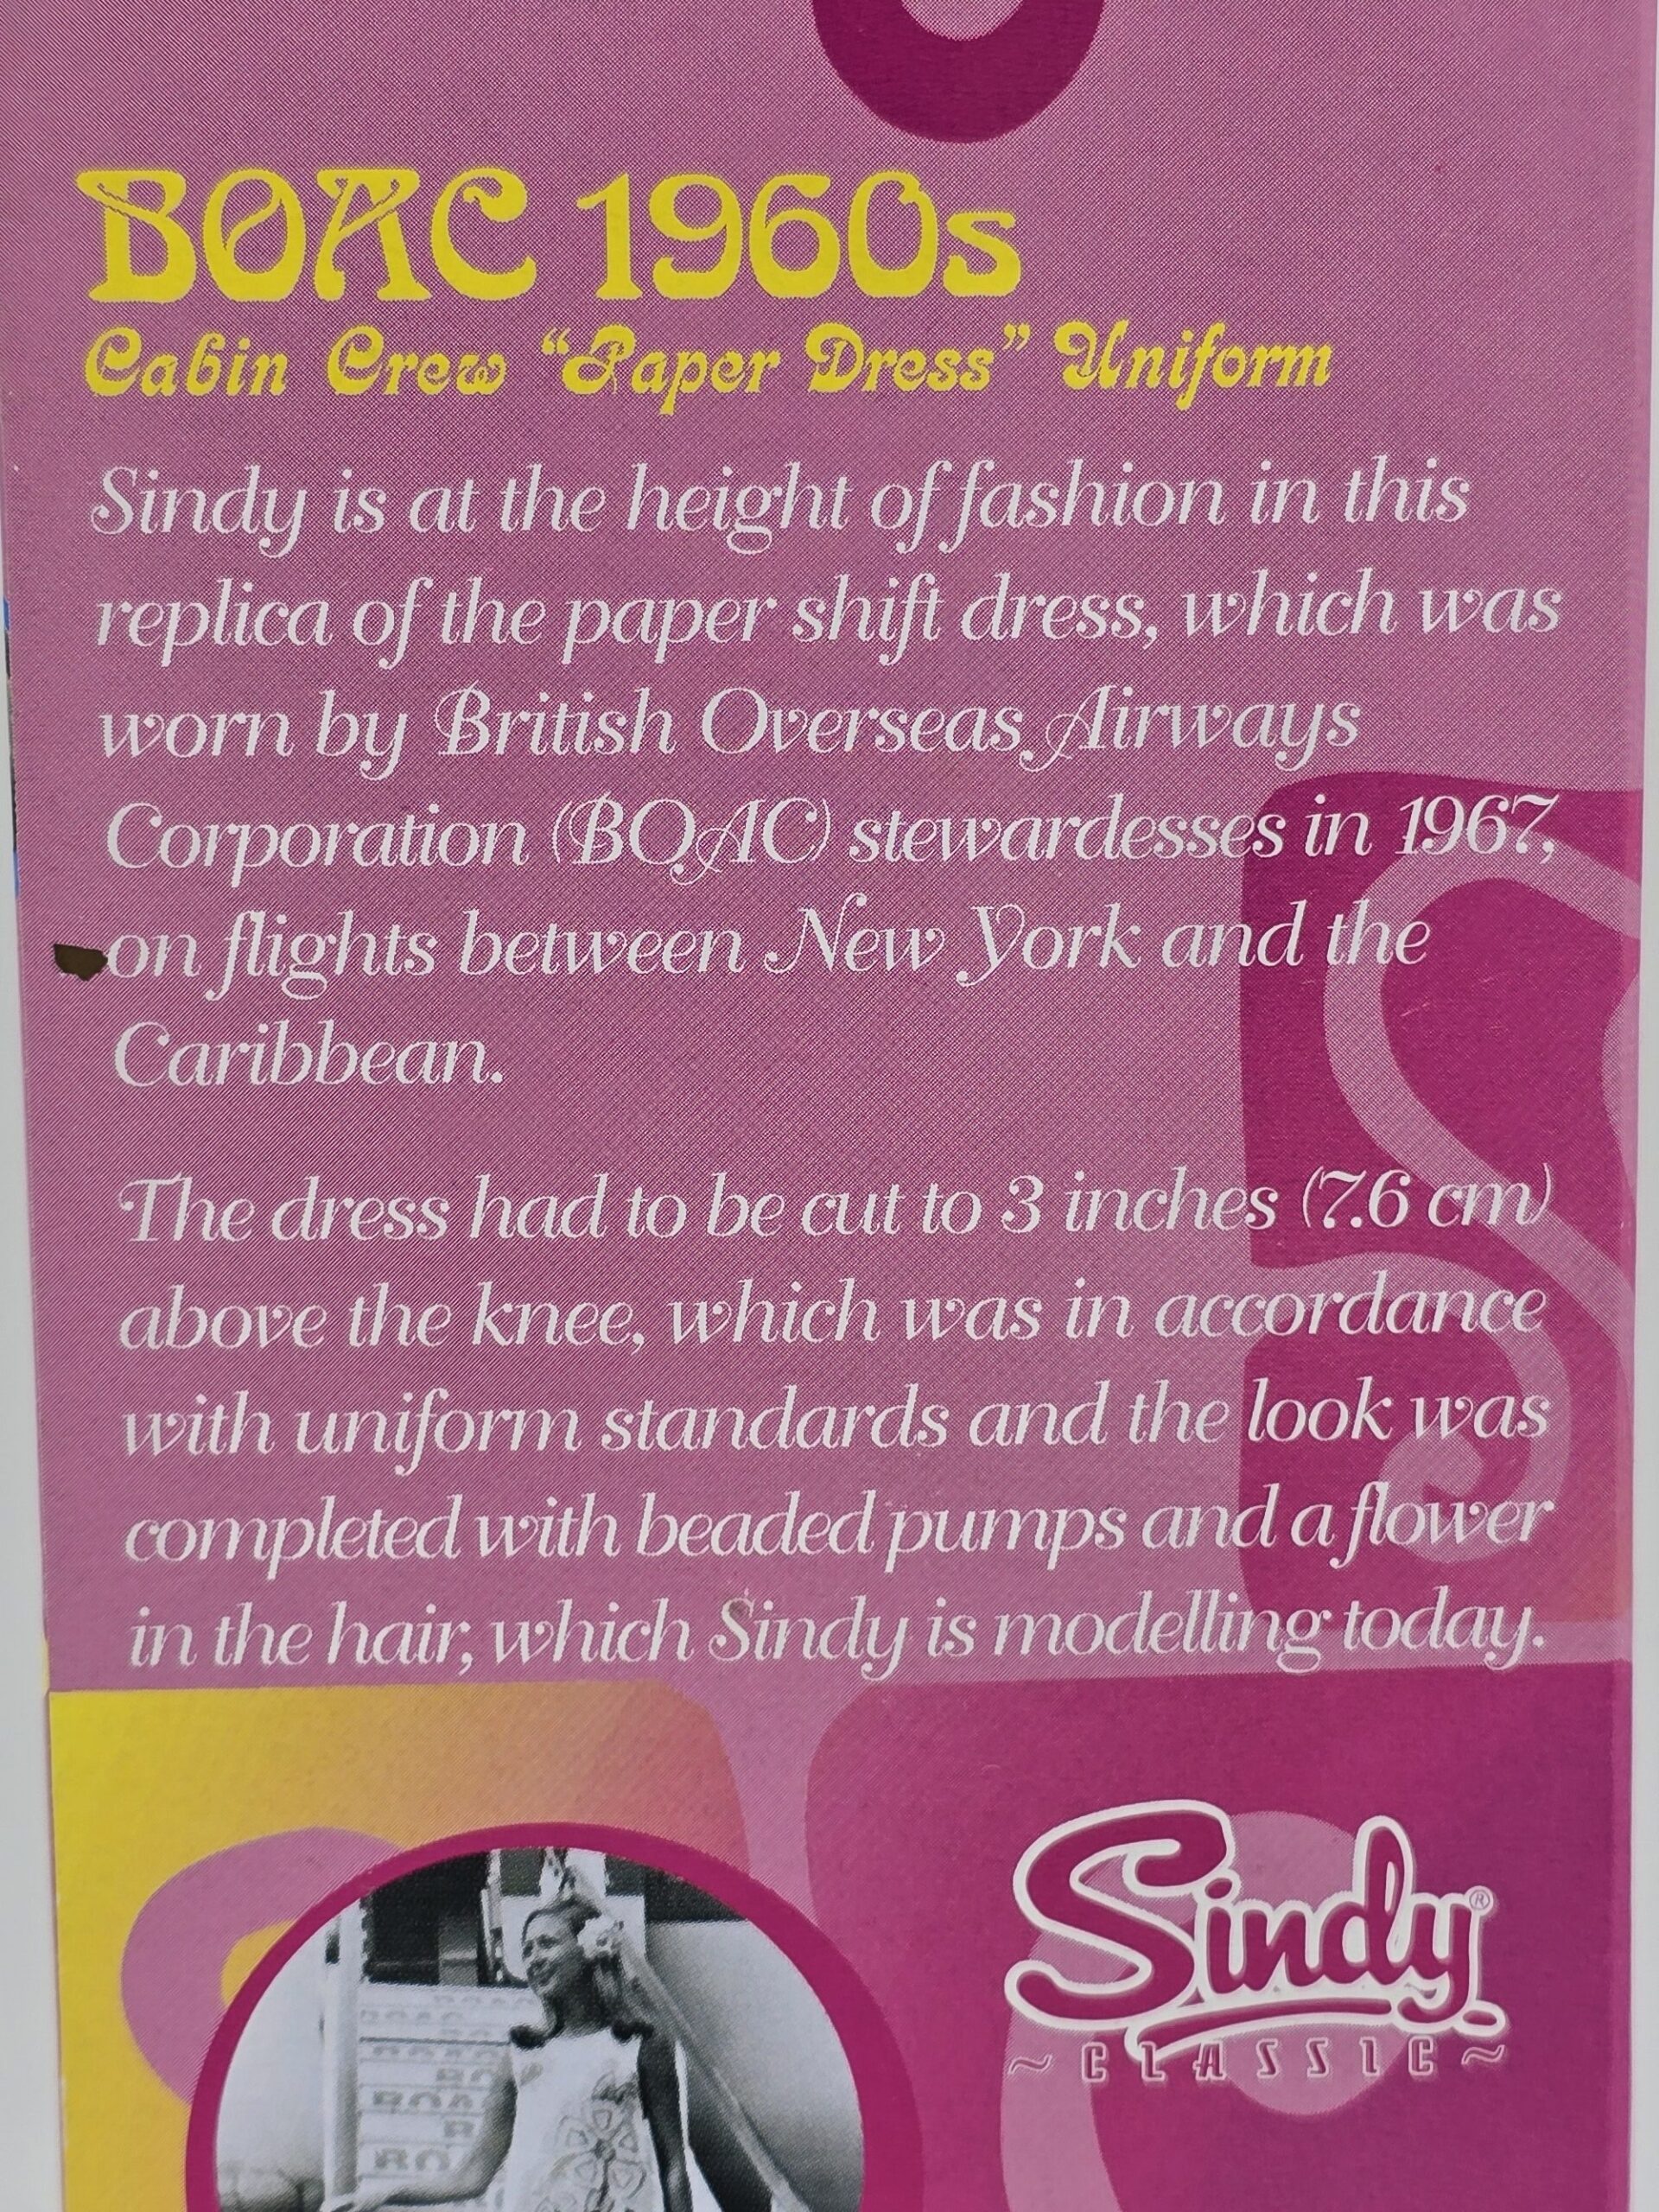 BOAC 1960s
Cabin Crew “Paper Dress” Uniform
Sindy is at the height of fashion in this
replica of the paper shift dress, which was
worn by British Overseas Airways
Corporation (BOAC) stewardesses in 1967,
on flights between New York and the
Caribbean.
The dress had to be cut to 3 inches (7.6 cm)
above the knee, which was in accordance
with uniform standards and the look was
completed with beaded pumps and a flower
in the hair, which Sindy is modelling today.
Sindy®
~CLASSIC~
BOAC